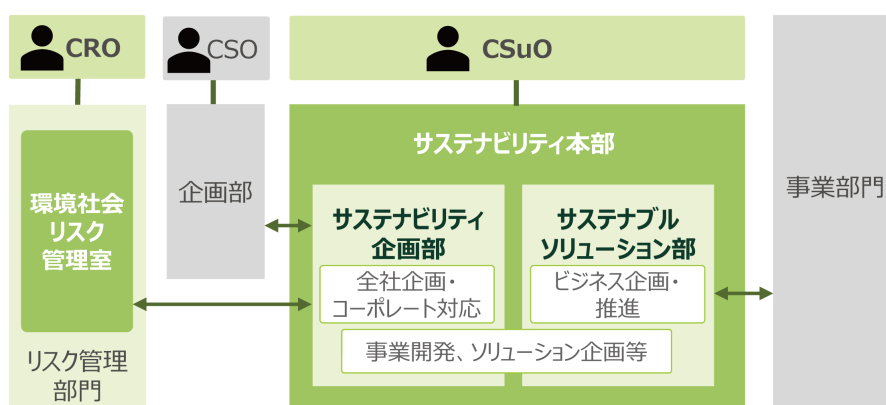 CRO
環境社会
リスク
管理室
リスク管理
部門
CSO
企画部
CSuO
サステナビリティ本部
サステナビリティ
企画部
全社企画・
コーポレート対応
サステナブル
ソリューション部
ビジネス企画・
推進
事業開発、ソリューション企画等
事業部門